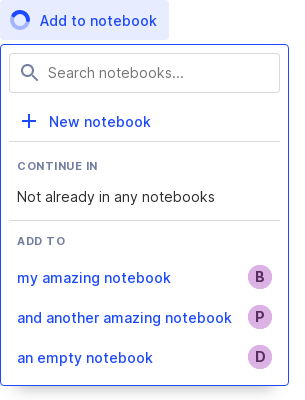 Add to notebook
Search notebooks...
New notebook
CONTINUE IN
Not already in any notebooks
ADD TO
my amazing notebook B
and another amazing notebook P
an empty notebook D